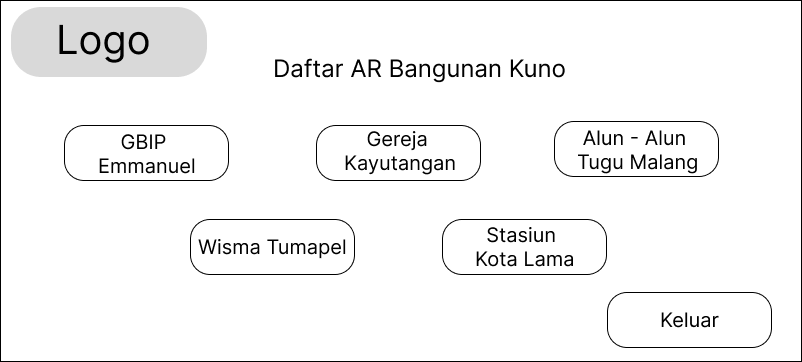 Logo
Daftar AR Bangunan Kuno
GBIP
Emmanuel
Gereja
Kayutangan
Alun - Alun
Tugu Malang
Wisma Tumapel
Stasiun
Kota Lama
Keluar